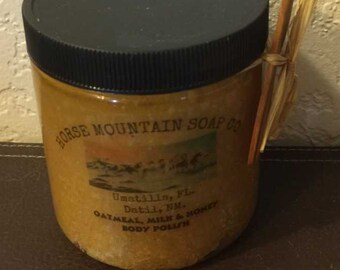 HORSE MOUNTAIN SOAP CO.
Umatilla, FL.
Datil, NM.
OATMEAL, MILK & HONEY
BODY POLISH